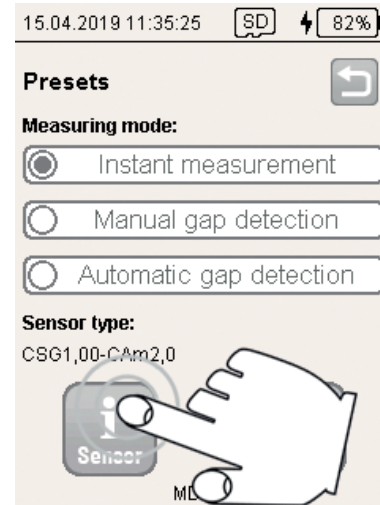 15.04.2019 11:35:25 SD 82%
Presets
Measuring mode:
Instant measurement
Manual gap detection
Automatic gap detection
Sensor type:
CSG1,00-CAm2,0
i
Sensor